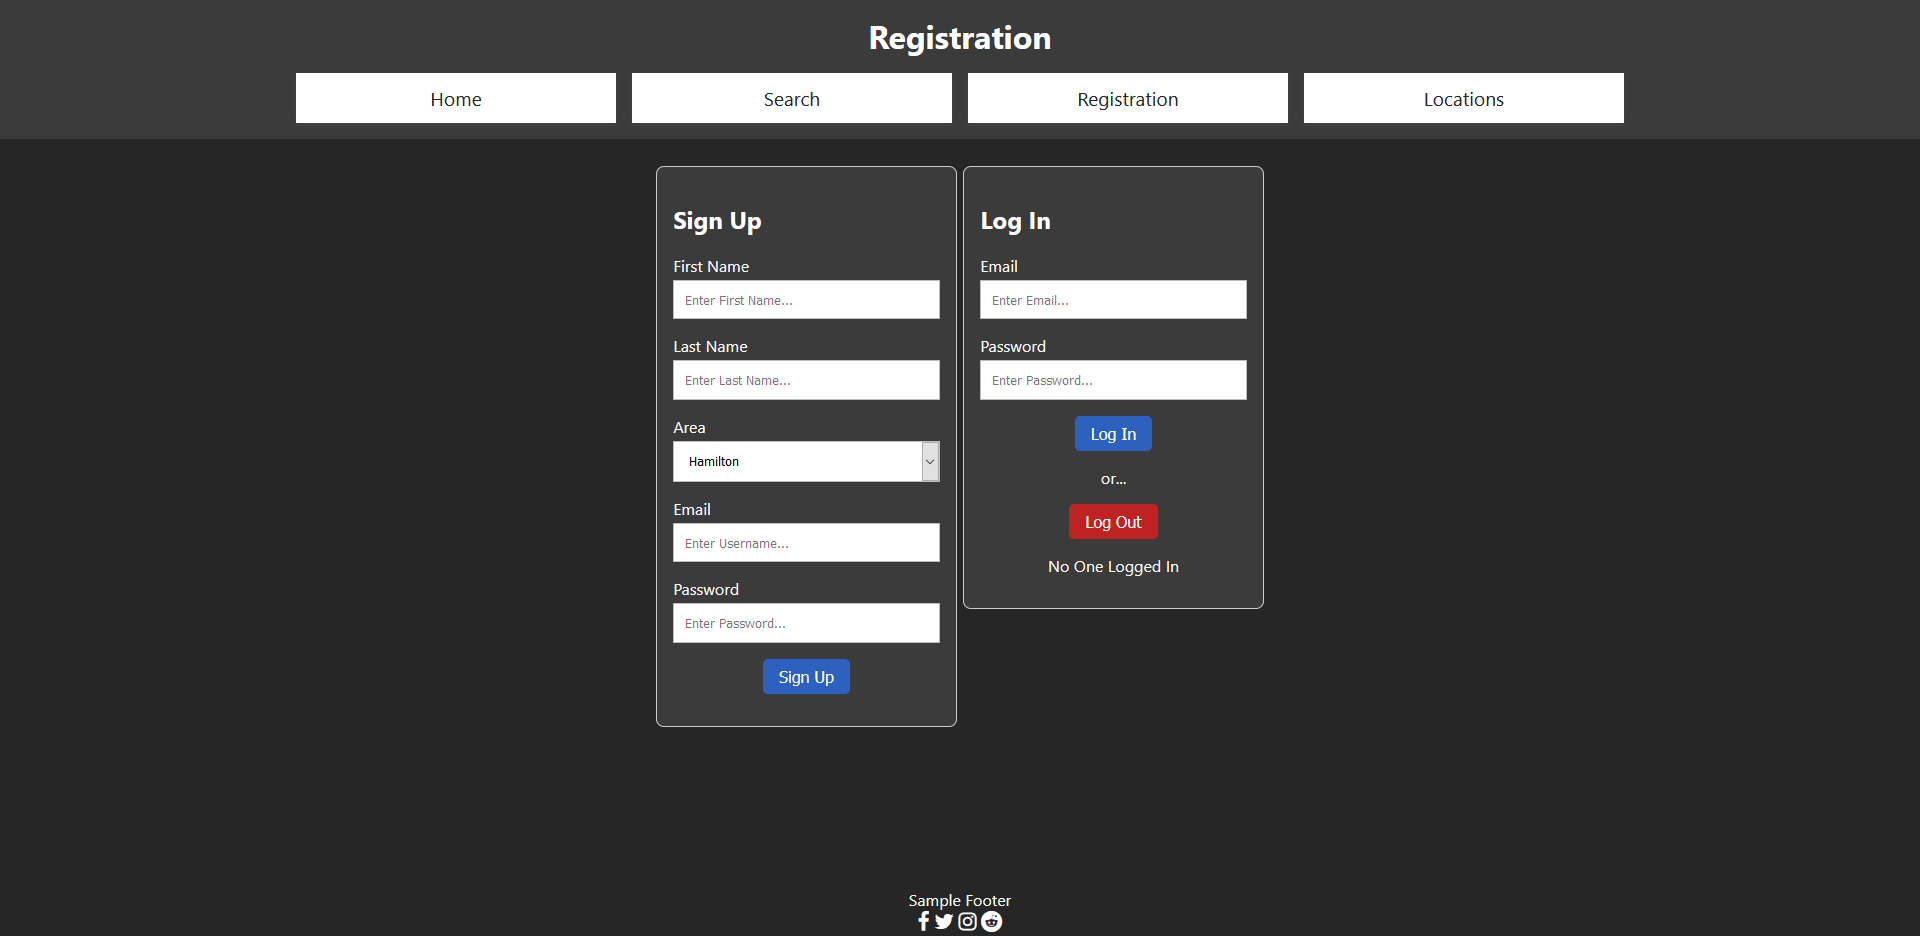 Registration
Home Search Registration Locations
Sign Up
First Name
Enter First Name...
Last Name
Enter Last Name...
Area
Hamilton
Email
Enter Username...
Password
Enter Password...
Sign Up
Log In
Email
Enter Email...
Password
Enter Password...
Log In
or...
Log Out
No One Logged In
Sample Footer